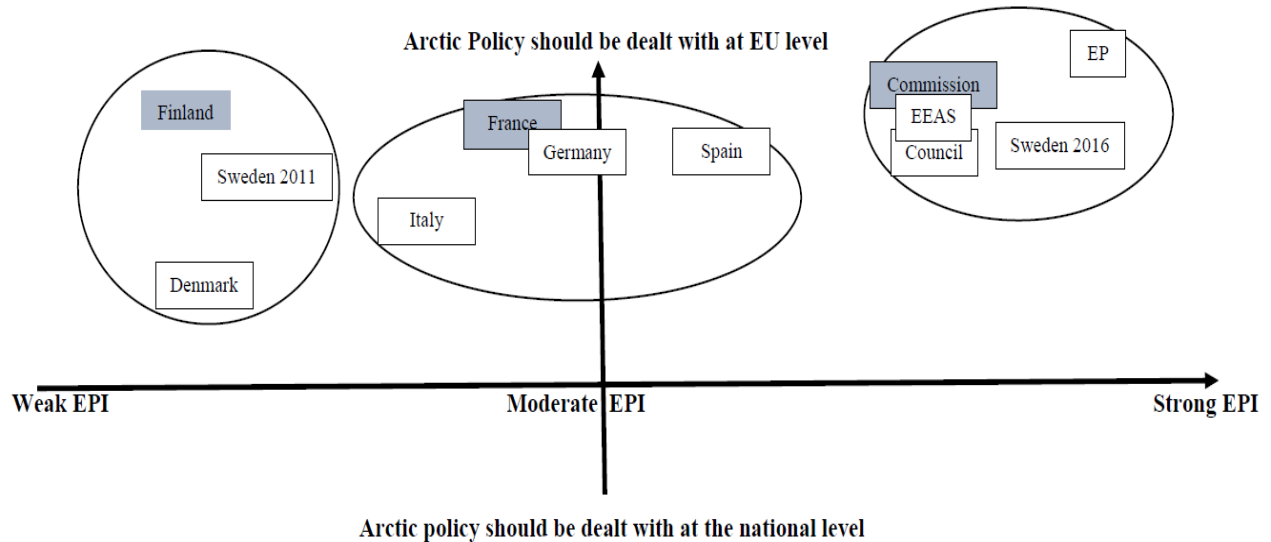 Arctic Policy should be dealt with at EU level
EP
Commission
Finland
France
EEAS
Germany
Spain
Council
Sweden 2016
Sweden 2011
Italy
Denmark
Weak EPI
Moderate EPI
Strong EPI
Arctic policy should be dealt with at the national level